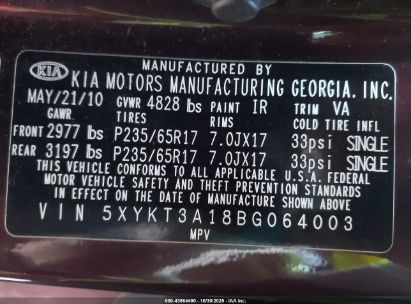 MANUFACTURED BY
KIA KIA MOTORS MANUFACTURING GEORGIA, INC.
MAY/21/10 GVWR 4828 lbs PAINT IR TRIM VA
GAWR. TIRES RIMS COLD TIRE INFL
FRONT 2977 lbs P235/65R17 7.0JX17 33psi SINGLE
REAR 3197 lbs P235/65R17 7.0JX17 33psi SINGLE
THIS VEHICLE CONFORMS TO ALL APPLICABLE U.S.A. FEDERAL
MOTOR VEHICLE SAFETY AND THEFT PREVENTION STANDARDS
IN EFFECT ON THE DATE OF MANUFACTURE SHOWN ABOVE.
VIN 5XYKT3A18BG064003
MPV